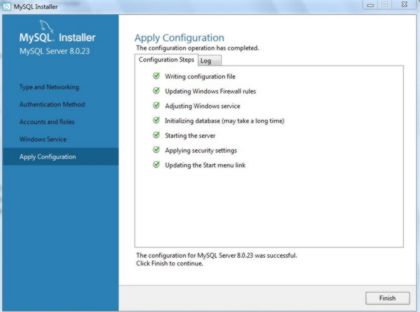 MySQL Installer
MySQL. Installer
MySQL Server 8.0.23
Type and Networking
Authentication Method
Accounts and Roles
Windows Service
Apply Configuration
Apply Configuration
The configuration operation has completed.
Configuration Steps Log
Writing configuration file
Updating Windows Firewall rules
Adjusting Windows service
Initializing database (may take a long time)
Starting the server
Applying security settings
Updating the Start menu link
The configuration for MySQL Server 8.0.23 was successful.
Click Finish to continue.
Finish